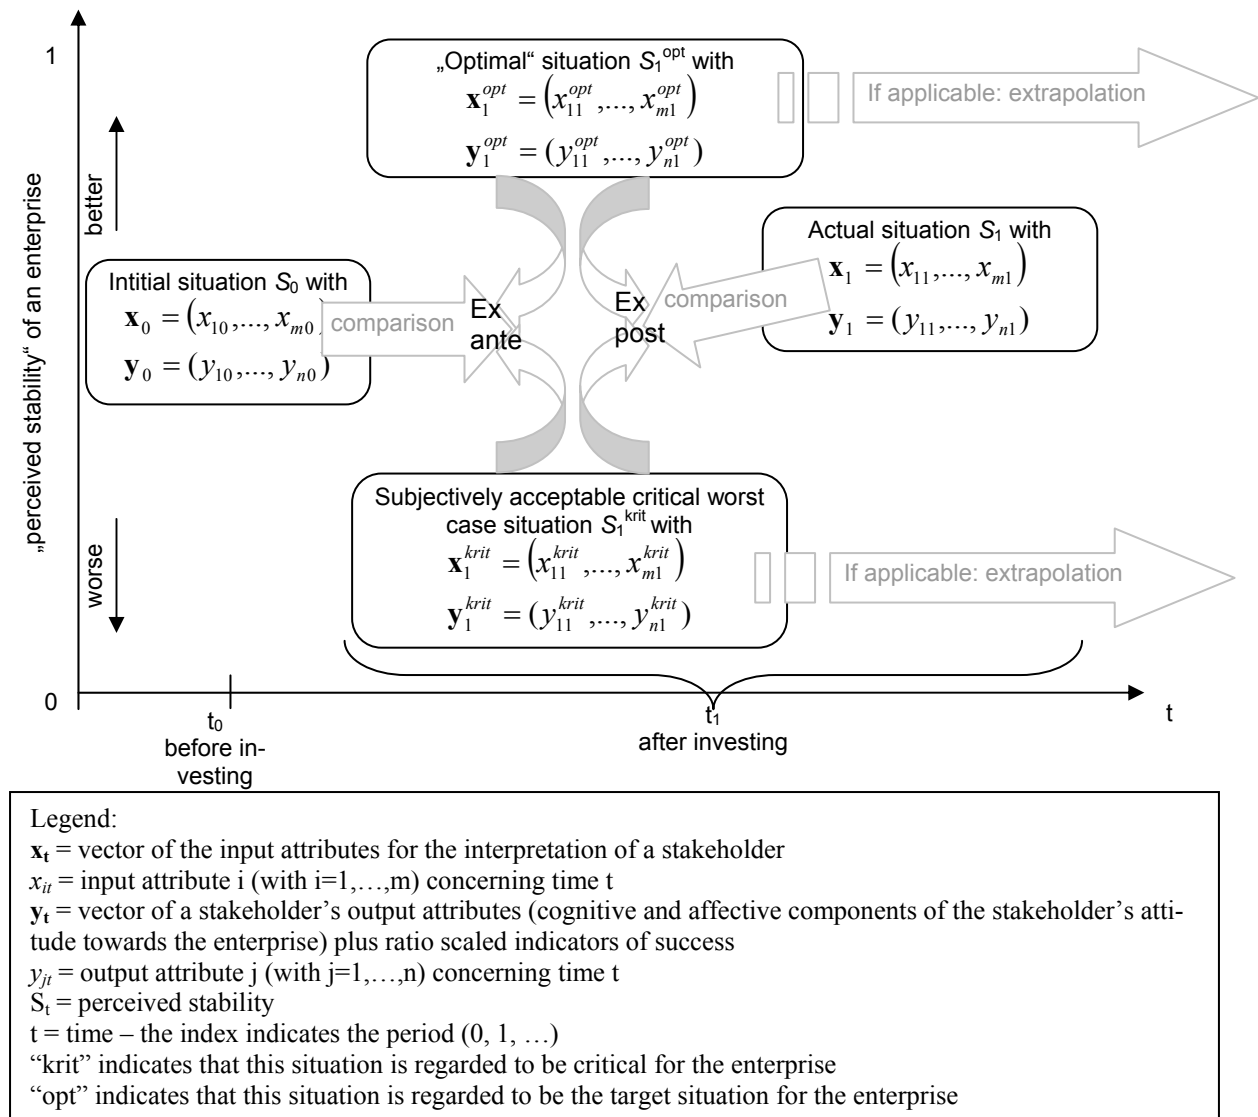 1
„Optimal“ situation S₁ᵒᵖᵗ with
x₁ᵒᵖᵗ = (x₁₁ᵒᵖᵗ,..., xₘ₁ᵒᵖᵗ)
y₁ᵒᵖᵗ = (y₁₁ᵒᵖᵗ,..., yₙ₁ᵒᵖᵗ)
If applicable: extrapolation
„perceived stability“ of an enterprise
better
worse
Intitial situation S₀ with
x₀ = (x₁₀,..., xₘ₀)
y₀ = (y₁₀,..., yₙ₀)
comparison
Ex
ante
Ex
post
comparison
Actual situation S₁ with
x₁ = (x₁₁,..., xₘ₁)
y₁ = (y₁₁,..., yₙ₁)
Subjectively acceptable critical worst
case situation S₁ᵏʳⁱᵗ with
x₁ᵏʳⁱᵗ = (x₁₁ᵏʳⁱᵗ,..., xₘ₁ᵏʳⁱᵗ)
y₁ᵏʳⁱᵗ = (y₁₁ᵏʳⁱᵗ,..., yₙ₁ᵏʳⁱᵗ)
If applicable: extrapolation
0
t₀
before in-
vesting
t₁
after investing
t
Legend:
xₜ = vector of the input attributes for the interpretation of a stakeholder
xᵢₜ = input attribute i (with i=1,…,m) concerning time t
yₜ = vector of a stakeholder’s output attributes (cognitive and affective components of the stakeholder’s atti-
tude towards the enterprise) plus ratio scaled indicators of success
yⱼₜ = output attribute j (with j=1,…,n) concerning time t
Sₜ = perceived stability
t = time – the index indicates the period (0, 1, …)
“krit” indicates that this situation is regarded to be critical for the enterprise
“opt” indicates that this situation is regarded to be the target situation for the enterprise